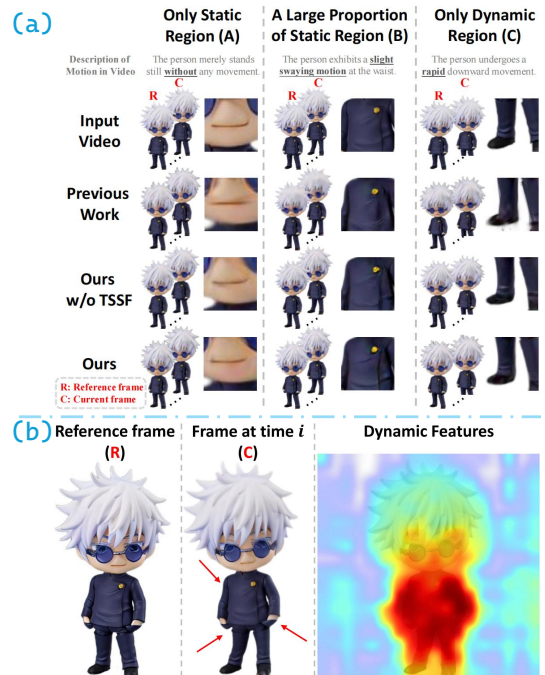 (a)
Only Static
Region (A)
A Large Proportion
of Static Region (B)
Only Dynamic
Region (C)
Description of
Motion in Video
The person merely stands
still without any movement.
The person exhibits a slight
swaying motion at the waist.
The person undergoes a
rapid downward movement.
R
C
R
C
R
C
Input
Video
Previous
Work
Ours
w/o TSSF
Ours
R: Reference frame
C: Current frame
(b)
Reference frame
(R)
Frame at time i
(C)
Dynamic Features